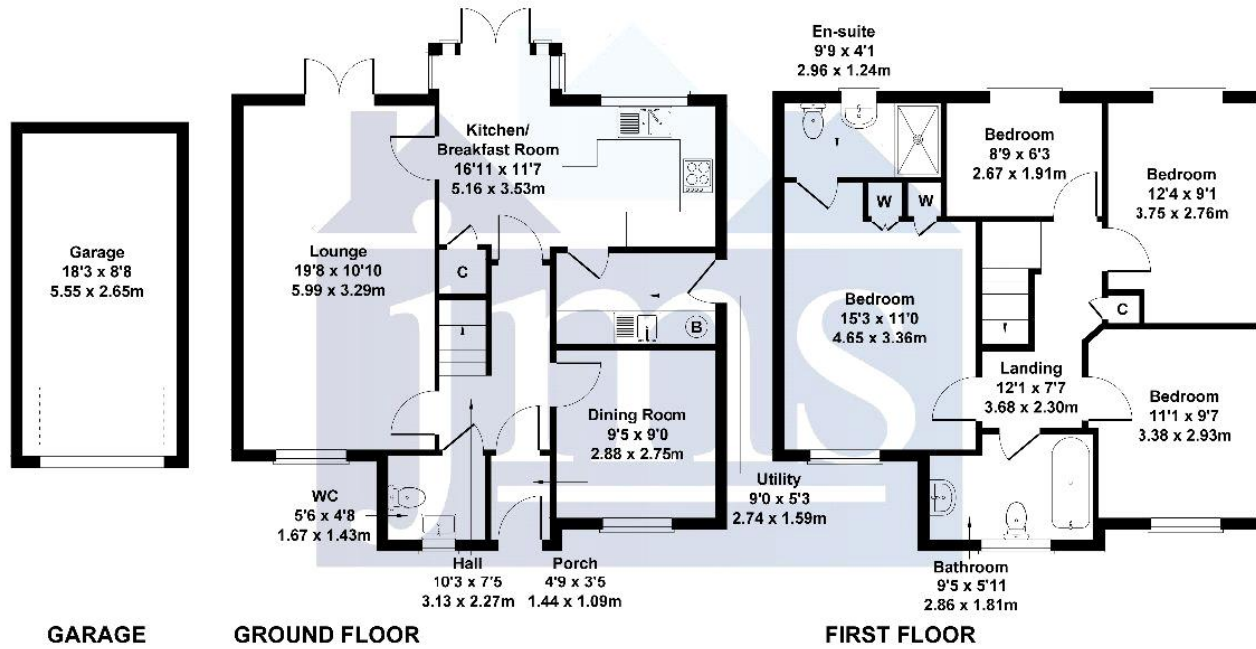 En-suite
9'9 x 4'1
2.96 x 1.24m
Kitchen/
Breakfast Room
16'11 x 11'7
5.16 x 3.53m
Bedroom
8'9 x 6'3
2.67 x 1.91m
Bedroom
12'4 x 9'1
3.75 x 2.76m
W
W
Garage
18'3 x 8'8
5.55 x 2.65m
Lounge
19'8 x 10'10
5.99 x 3.29m
C
Bedroom
15'3 x 11'0
4.65 x 3.36m
C
B
jms
Landing
12'1 x 7'7
3.68 x 2.30m
Bedroom
11'1 x 9'7
3.38 x 2.93m
Dining Room
9'5 x 9'0
2.88 x 2.75m
WC
5'6 x 4'8
1.67 x 1.43m
Utility
9'0 x 5'3
2.74 x 1.59m
Hall
10'3 x 7'5
3.13 x 2.27m
Porch
4'9 x 3'5
1.44 x 1.09m
Bathroom
9'5 x 5'11
2.86 x 1.81m
GARAGE
GROUND FLOOR
FIRST FLOOR